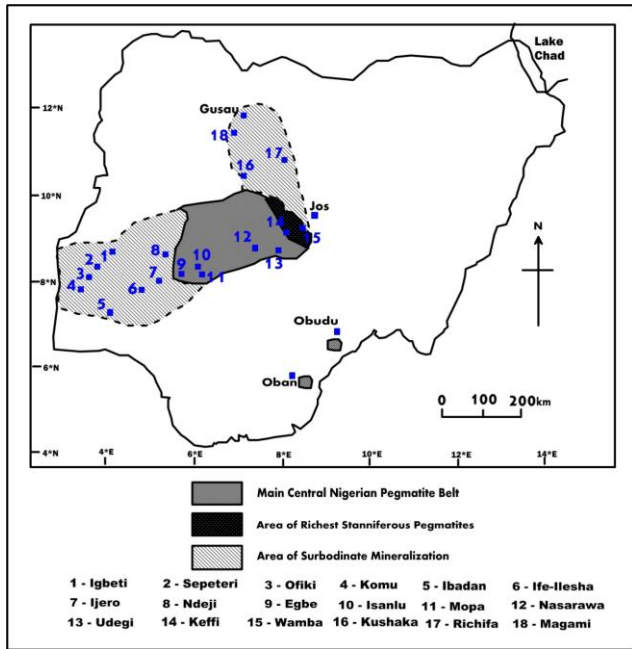 Lake
Chad
12°N
Gusau
18
17
16
10°N
Jos
14
15
12
13
1
8
2
10
3
9
11
7
8°N
4
6
5
N
Obudu
6°N
Oban
0 100 200km
4°N
4°E
6°E
8°E
10°E
12°E
14°E
Main Central Nigerian Pegmatite Belt
Area of Richest Stanniferous Pegmatites
Area of Surbodinate Mineralization
1 - Igbeti 2 - Sepeteri 3 - Ofiki 4 - Komu 5 - Ibadan 6 - Ife-Ilesha
7 - Ijero 8 - Ndeji 9 - Egbe 10 - Isanlu 11 - Mopa 12 - Nasarawa
13 - Udegi 14 - Keffi 15 - Wamba 16 - Kushaka 17 - Richifa 18 - Magami